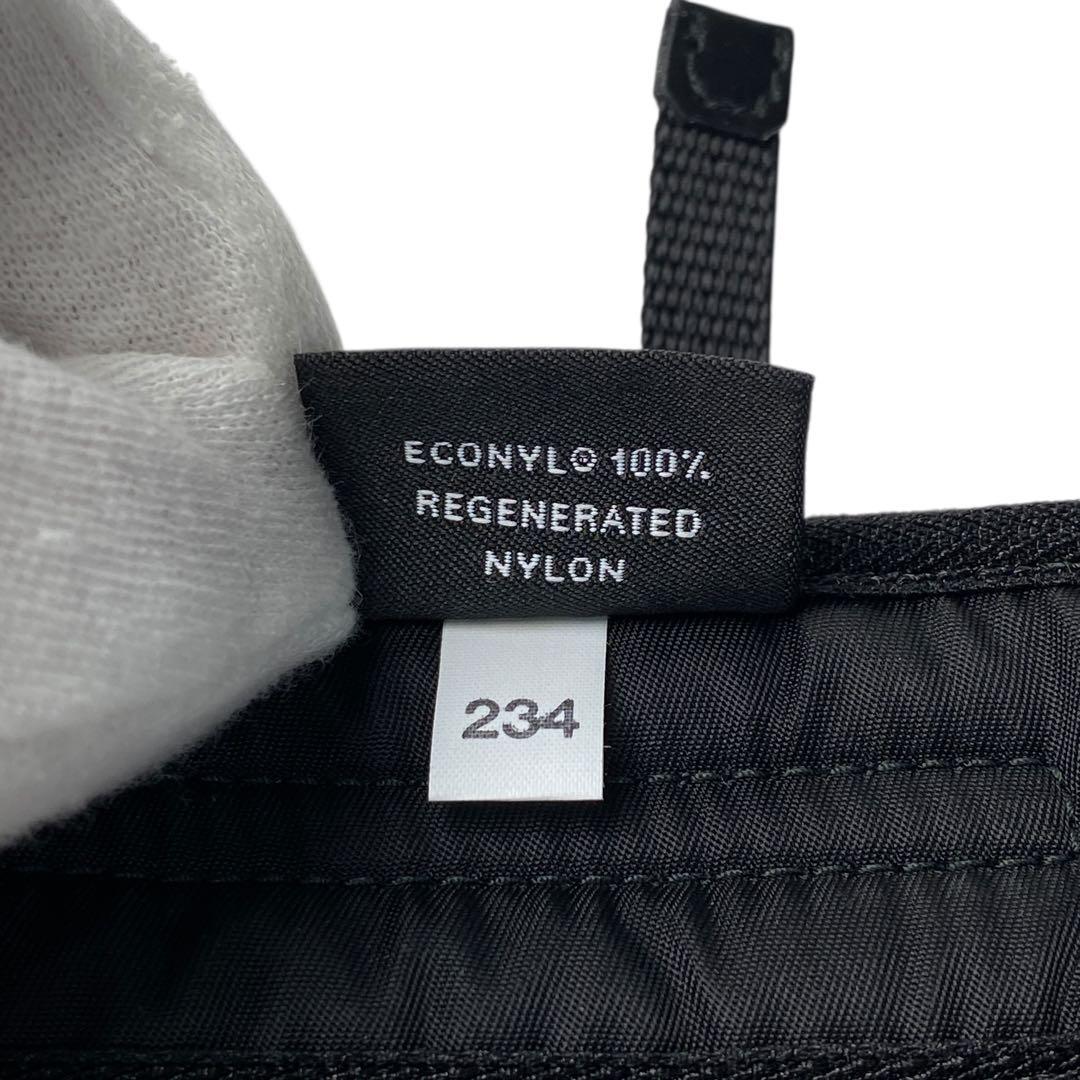 ECONYL® 100%
REGENERATED
NYLON
234